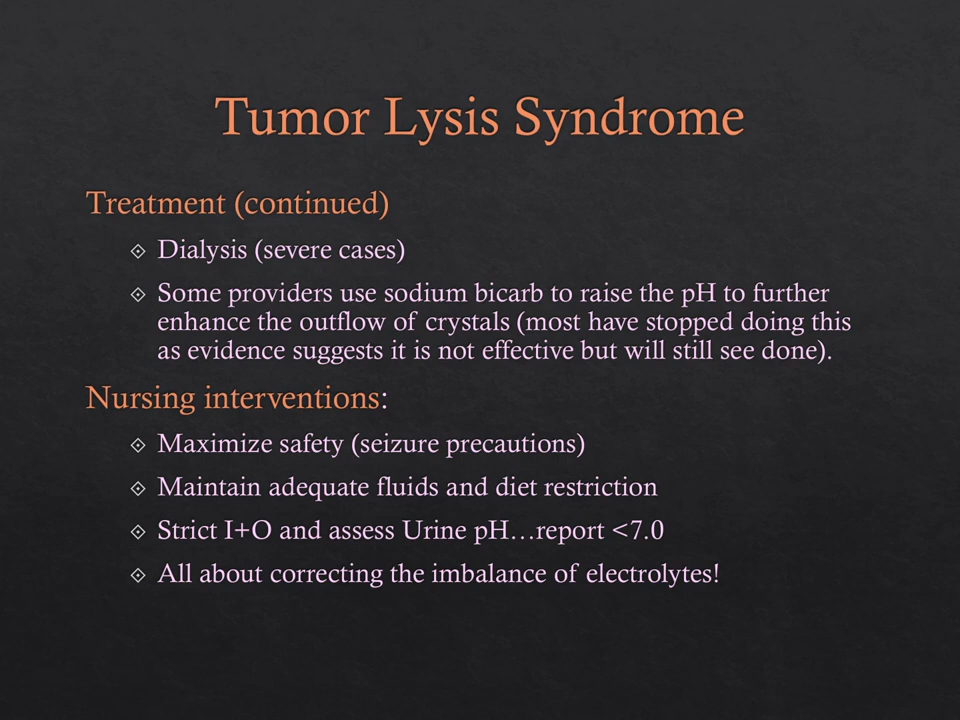 Tumor Lysis Syndrome
Treatment (continued)
Dialysis (severe cases)
Some providers use sodium bicarb to raise the pH to further
enhance the outflow of crystals (most have stopped doing this
as evidence suggests it is not effective but will still see done).
Nursing interventions:
Maximize safety (seizure precautions)
Maintain adequate fluids and diet restriction
Strict I+O and assess Urine pH…report <7.0
All about correcting the imbalance of electrolytes!